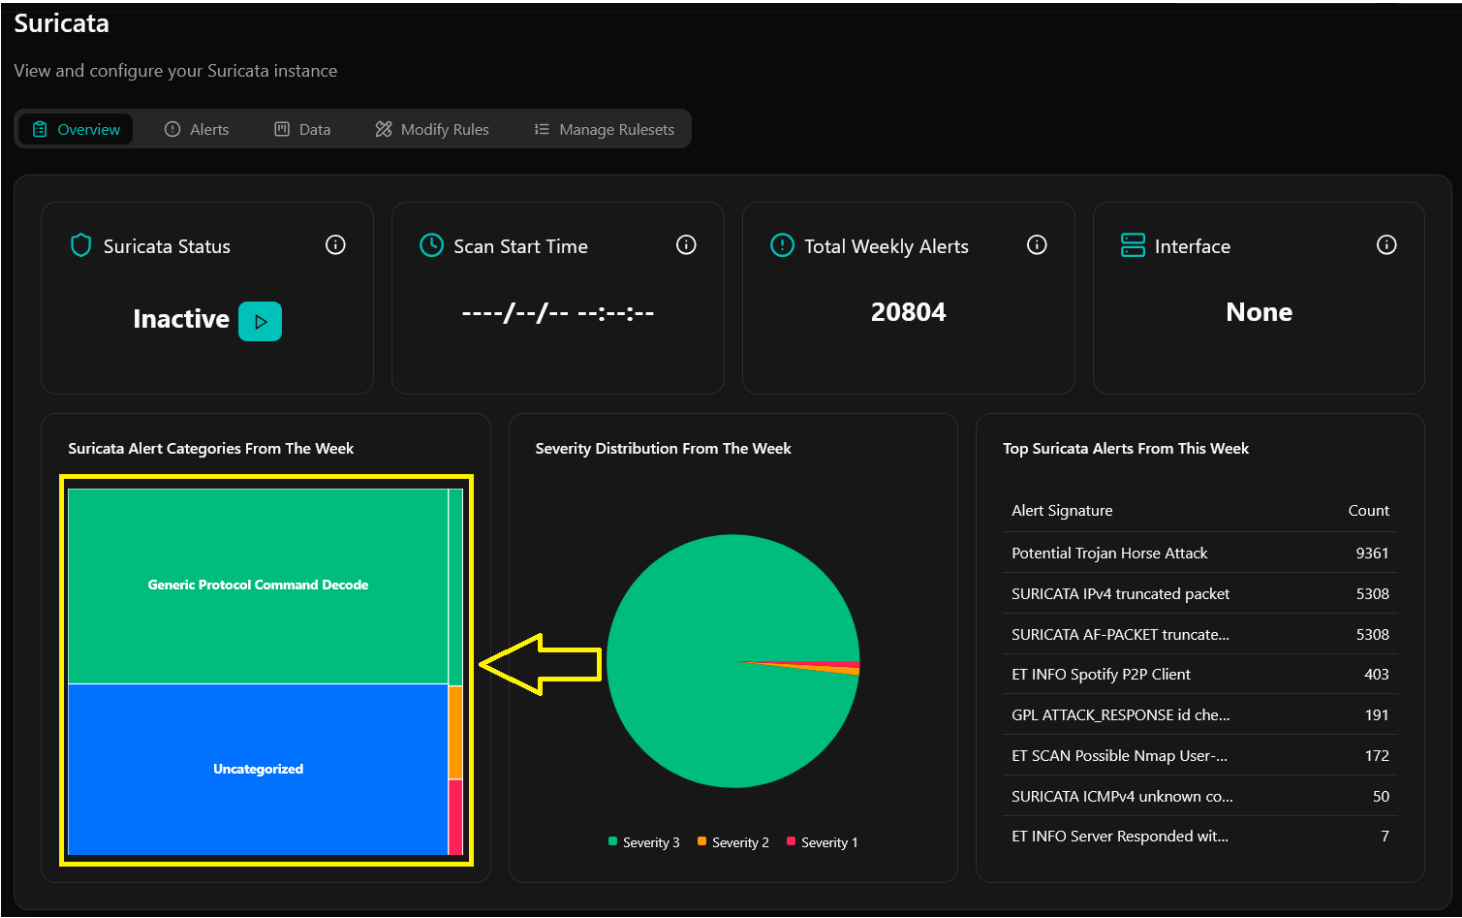 Suricata
View and configure your Suricata instance
Overview
Alerts
Data
Modify Rules
Manage Rulesets
Suricata Status
Inactive
Scan Start Time
----/--/-- --:--:--
Total Weekly Alerts
20804
Interface
None
Suricata Alert Categories From The Week
Generic Protocol Command Decode
Uncategorized
Severity Distribution From The Week
Severity 3
Severity 2
Severity 1
Top Suricata Alerts From This Week
Alert Signature Count
Potential Trojan Horse Attack 9361
SURICATA IPv4 truncated packet 5308
SURICATA AF-PACKET truncate... 5308
ET INFO Spotify P2P Client 403
GPL ATTACK_RESPONSE id che... 191
ET SCAN Possible Nmap User-... 172
SURICATA ICMPv4 unknown co... 50
ET INFO Server Responded wit... 7